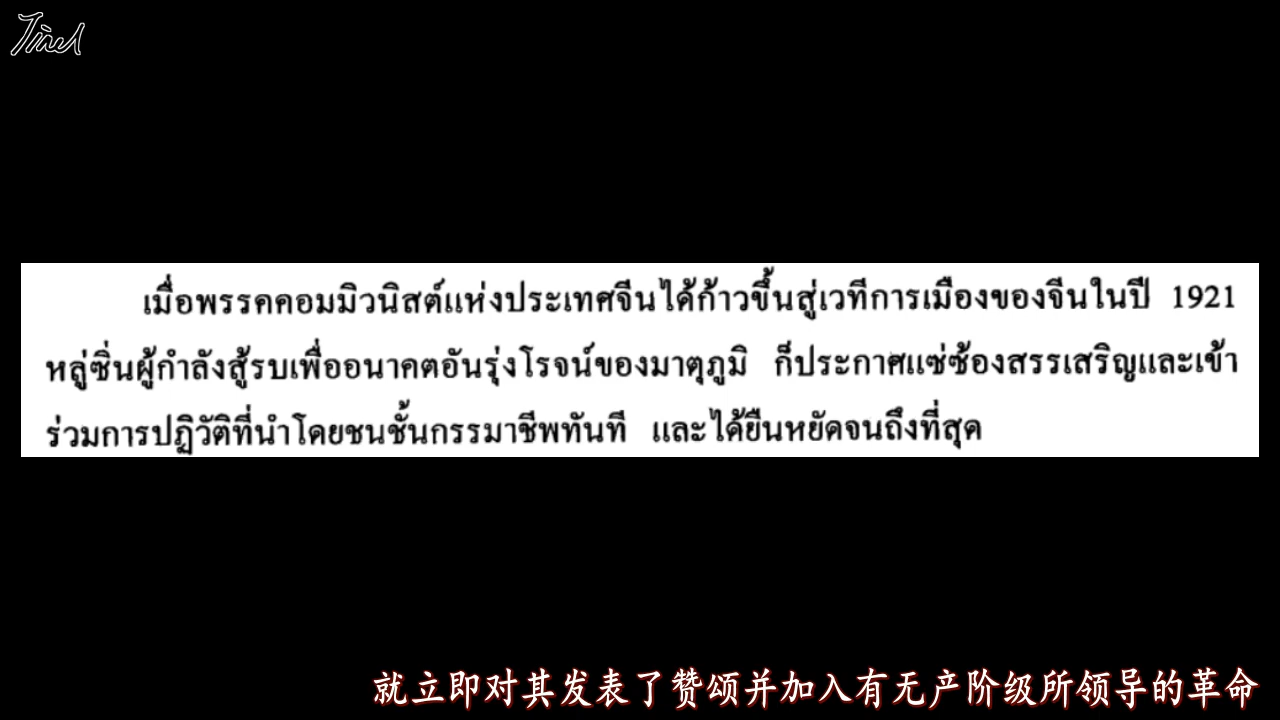 Tinel
เมื่อพรรคคอมมิวนิสต์แห่งประเทศจีนได้ก้าวขึ้นสู่เวทีการเมืองของจีนในปี 1921
หลู่ซิ่นผู้กำลังสู้รบเพื่ออนาคตอันรุ่งโรจน์ของมาตุภูมิ ก็ประกาศแซ่ซ้องสรรเสริญและเข้า
ร่วมการปฏิวัติที่นำโดยชนชั้นกรรมาชีพทันที และได้ยืนหยัดจนถึงที่สุด
就立即对其发表了赞颂并加入有无产阶级所领导的革命